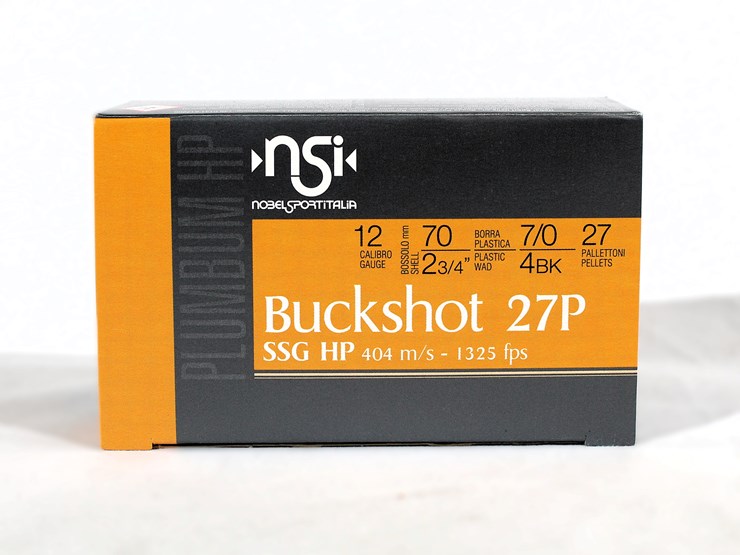 PLUMBUM HP
nsi
NOBELSPORTITALIA
12
CALIBRO
GAUGE
BOSSOLO mm
SHELL
70
2 3/4”
BORRA
PLASTICA
PLASTIC
WAD
7/0
4BK
27
PALLETTONI
PELLETS
Buckshot 27P
SSG HP 404 m/s - 1325 fps